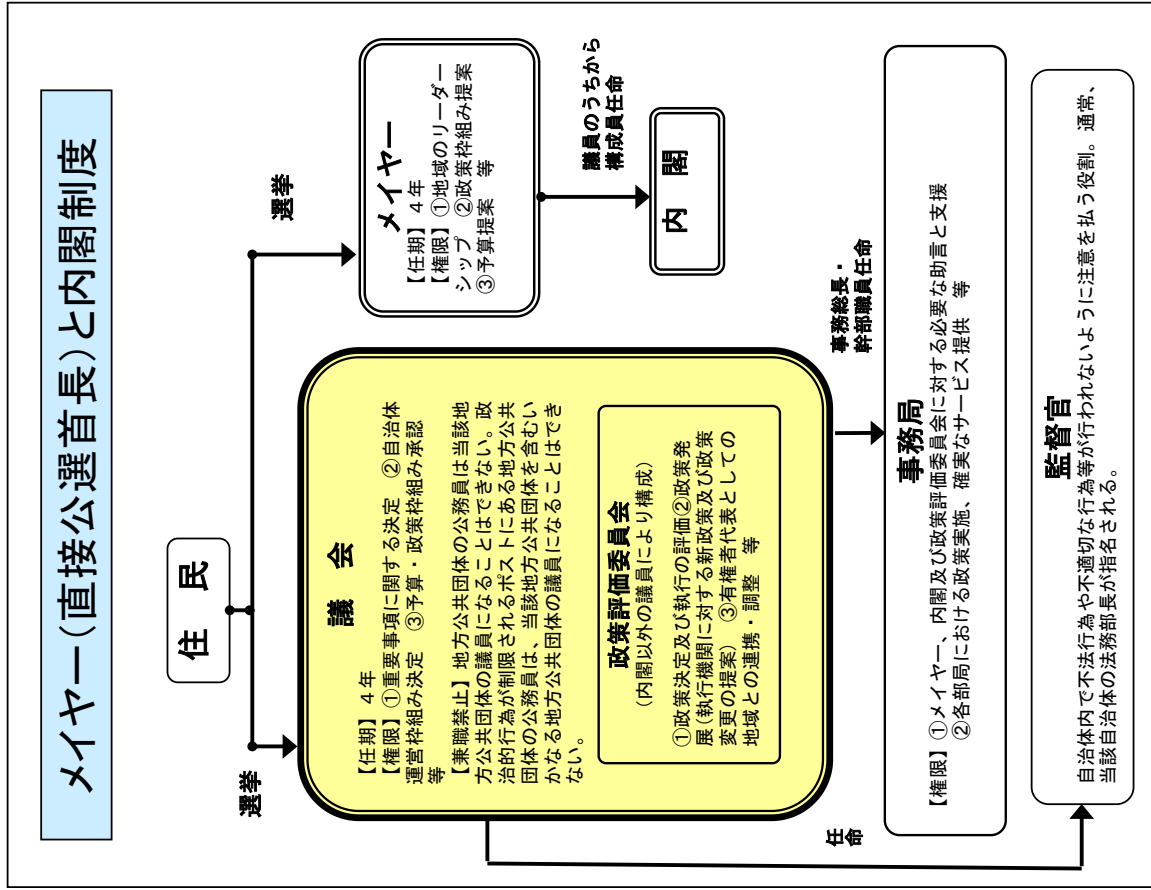 メイヤー(直接公選首長)と内閣制度
住　民
選挙
選挙
議　会
【任期】４年
【権限】①重要事項に関する決定　②自治体
運営枠組み決定　③予算・政策枠組み承認
等
【兼職禁止】地方公共団体の公務員は当該地
方公共団体の議員になることはできない。政
治的行為が制限されるポストにある地方公共
団体の公務員は、当該地方公共団体を含むい
かなる地方公共団体の議員になることはでき
ない。
政策評価委員会
(内閣以外の議員により構成)
①政策決定及び執行の評価②政策発
展(執行機関に対する新政策及び政策
変更の提案)　③有権者代表としての
地域との連携・調整　等
メイヤー
【任期】４年
【権限】①地域のリーダー
シップ　②政策枠組み提案
③予算提案　等
議員のうちから
構成員任命
内　閣
事務総長・
幹部職員任命
任命
事務局
【権限】①メイヤー、内閣及び政策評価委員会に対する必要な助言と支援
②各部局における政策実施、確実なサービス提供　等
監督官
自治体内で不法行為や不適切な行為等が行われないように注意を払う役割。通常、
当該自治体の法務部長が指名される。